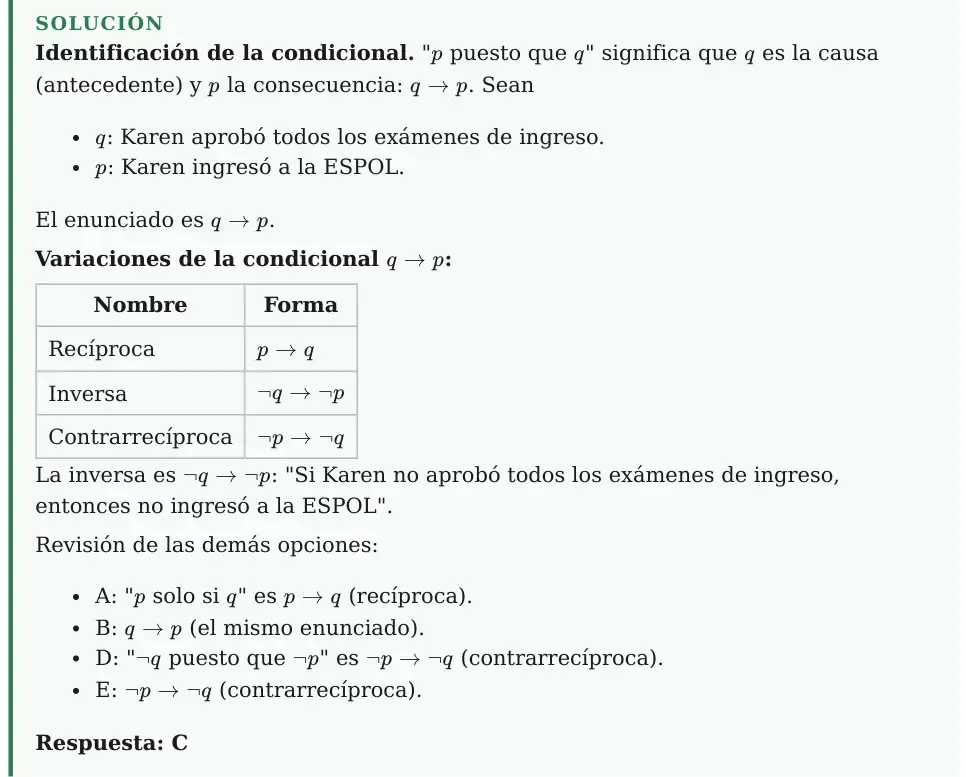 SOLUCIÓN
Identificación de la condicional. "p puesto que q" significa que q es la causa
(antecedente) y p la consecuencia: q → p. Sean
• q: Karen aprobó todos los exámenes de ingreso.
• p: Karen ingresó a la ESPOL.
El enunciado es q → p.
Variaciones de la condicional q → p:
Nombre Forma
Recíproca p → q
Inversa ¬q → ¬p
Contrarrecíproca ¬p → ¬q
La inversa es ¬q → ¬p: "Si Karen no aprobó todos los exámenes de ingreso,
entonces no ingresó a la ESPOL".
Revisión de las demás opciones:
• A: "p solo si q" es p → q (recíproca).
• B: q → p (el mismo enunciado).
• D: "¬q puesto que ¬p" es ¬p → ¬q (contrarrecíproca).
• E: ¬p → ¬q (contrarrecíproca).
Respuesta: C